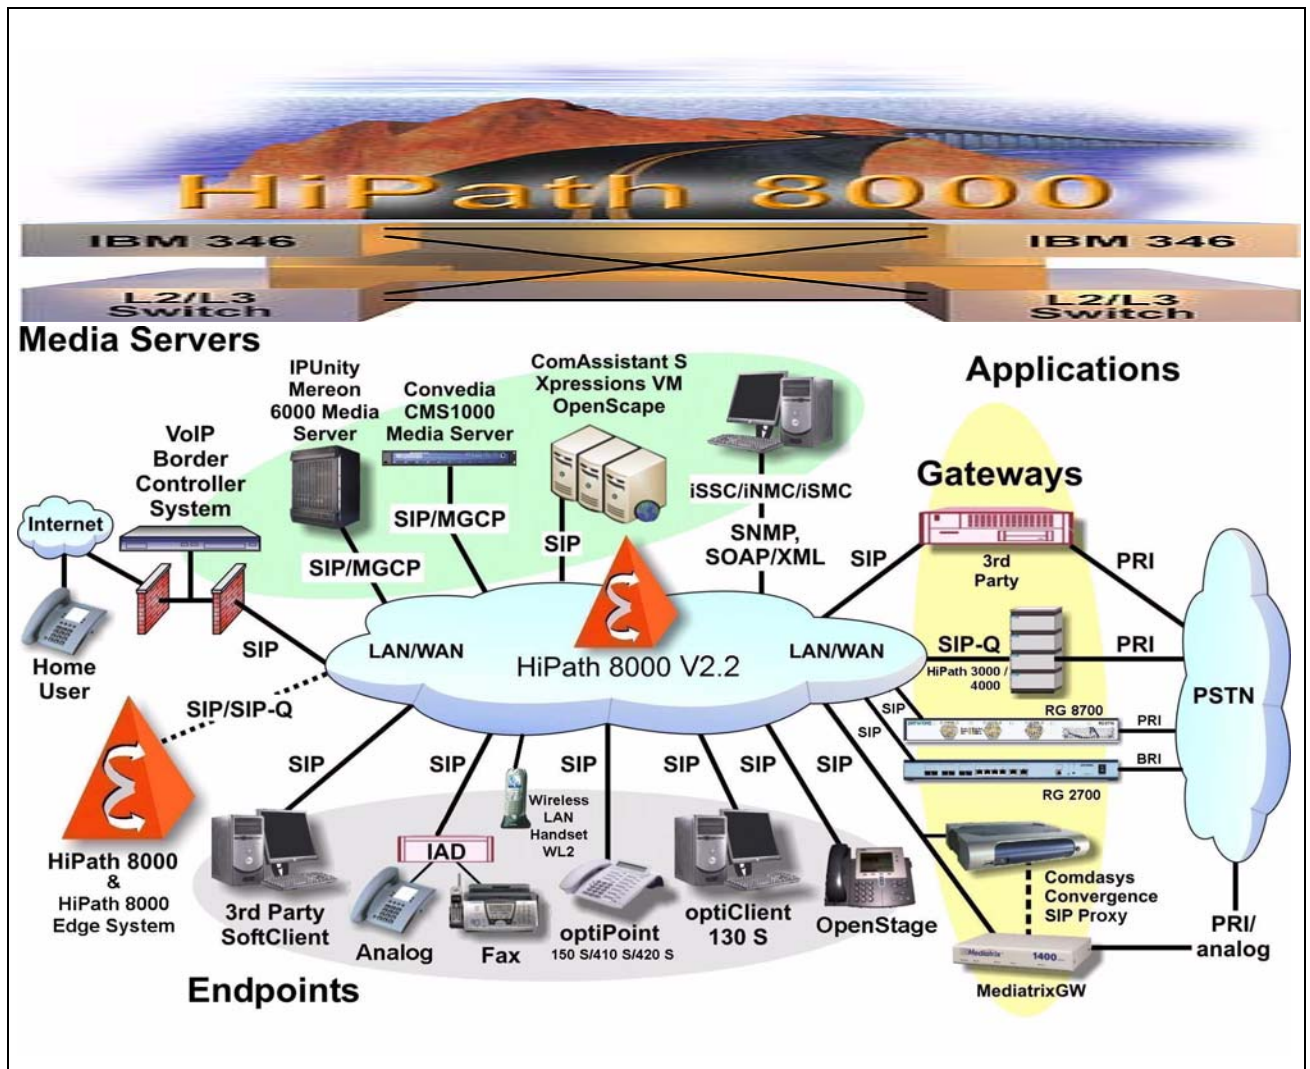 HiPath 8000
IBM 346
IBM 346
L2/L3
Switch
L2/L3
Switch
Media Servers
Applications
IPUnity
Mereon
6000 Media
Server
Convedia
CMS1000
Media Server
ComAssistant S
Xpressions VM
OpenScape
iSSC/iNMC/iSMC
VoIP
Border
Controller
System
Gateways
Internet
SIP/MGCP
SIP/MGCP
SIP
SNMP,
SOAP/XML
SIP
3rd
Party
PRI
Home
User
SIP
LAN/WAN
HiPath 8000 V2.2
LAN/WAN
SIP-Q
HiPath 3000 /
4000
PRI
PSTN
SIP/SIP-Q
SIP
SIP
RG 8700
PRI
BRI
RG 2700
SIP
SIP
SIP
SIP
SIP
Wireless
LAN
Handset
WL2
IAD
HiPath 8000
&
HiPath 8000
Edge System
3rd Party
SoftClient
Analog
Fax
optiPoint
150 S/410 S/420 S
optiClient
130 S
OpenStage
Comdasys
Convergence
SIP Proxy
PRI/
analog
Mediatrix 1400
MediatrixGW
Endpoints